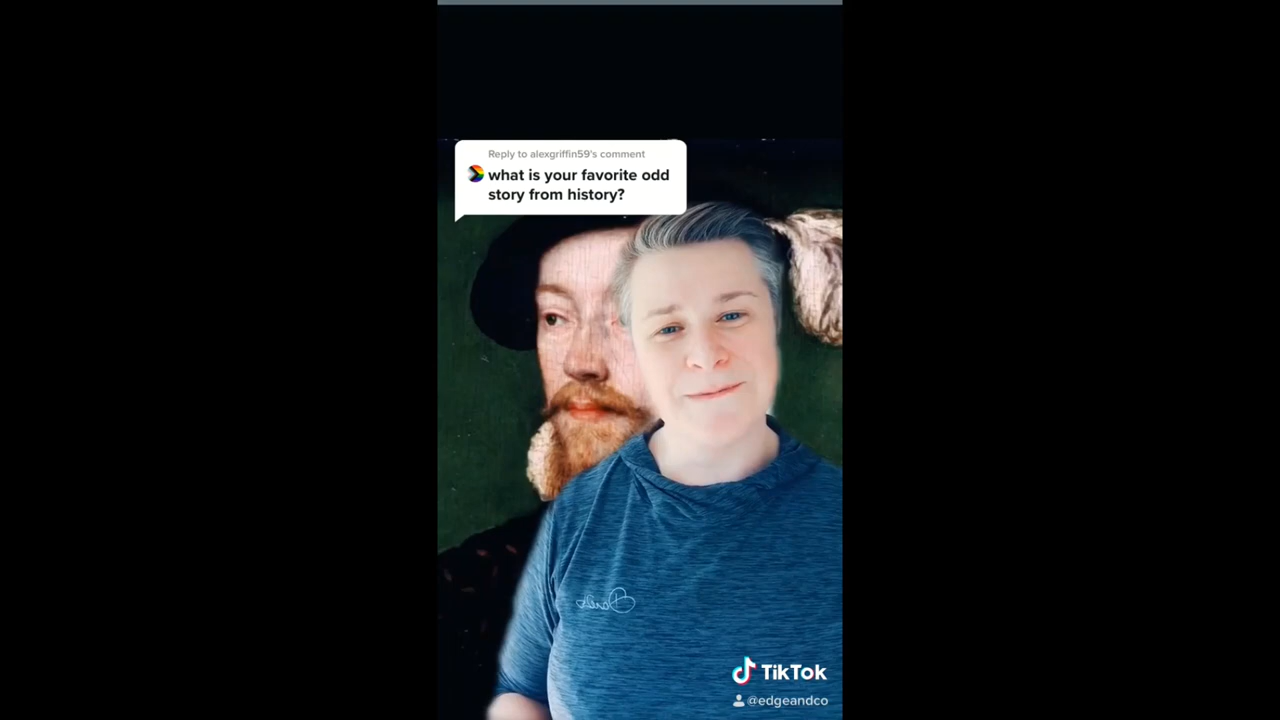 Reply to alexgriffin59's comment
what is your favorite odd
story from history?
TikTok
@edgeandco